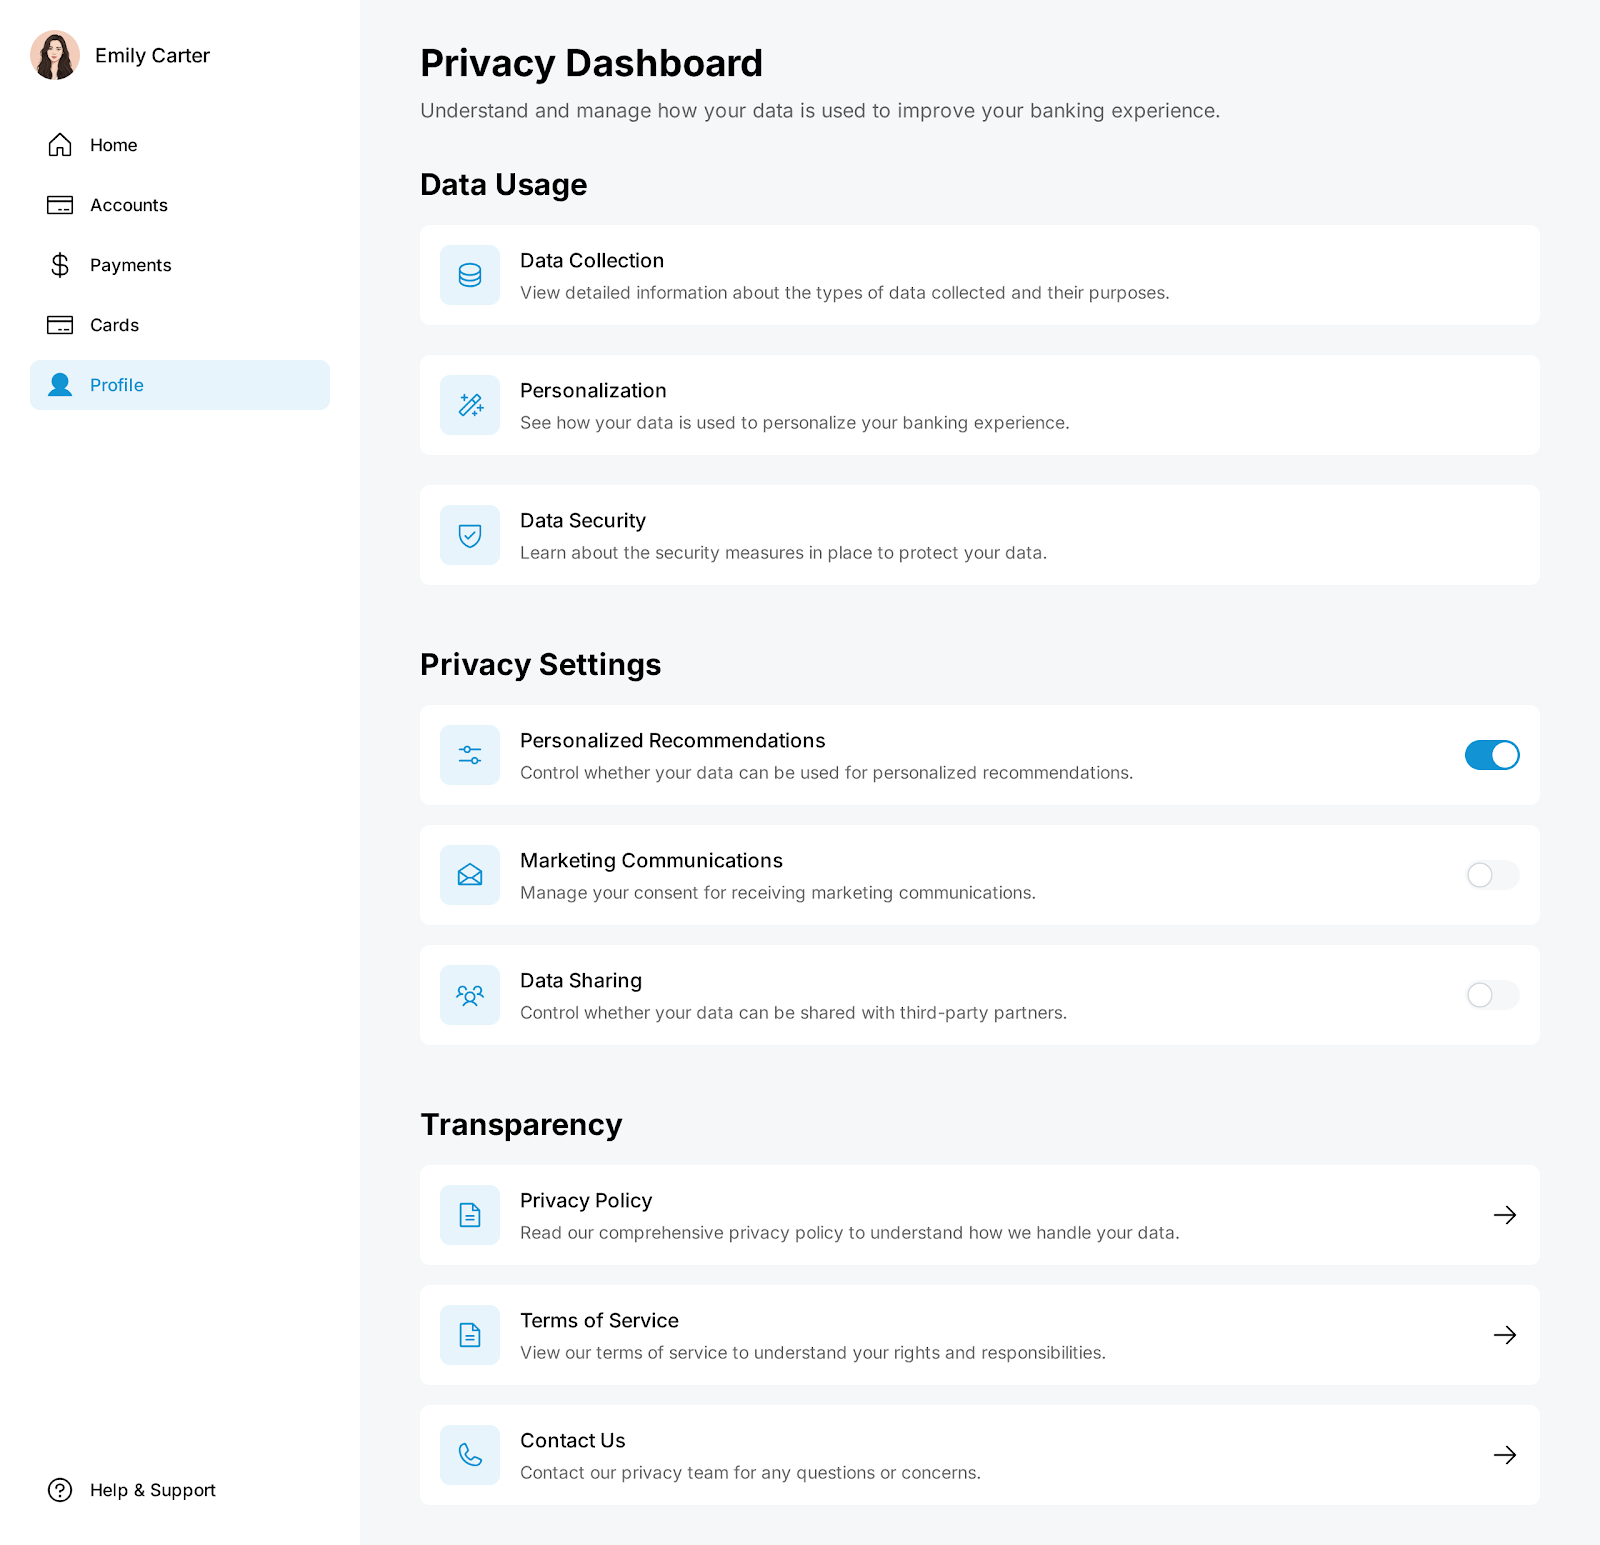 Emily Carter
Home
Accounts
Payments
Cards
Profile
Help & Support
Privacy Dashboard
Understand and manage how your data is used to improve your banking experience.
Data Usage
Data Collection
View detailed information about the types of data collected and their purposes.
Personalization
See how your data is used to personalize your banking experience.
Data Security
Learn about the security measures in place to protect your data.
Privacy Settings
Personalized Recommendations
Control whether your data can be used for personalized recommendations.
Marketing Communications
Manage your consent for receiving marketing communications.
Data Sharing
Control whether your data can be shared with third-party partners.
Transparency
Privacy Policy
Read our comprehensive privacy policy to understand how we handle your data.
Terms of Service
View our terms of service to understand your rights and responsibilities.
Contact Us
Contact our privacy team for any questions or concerns.